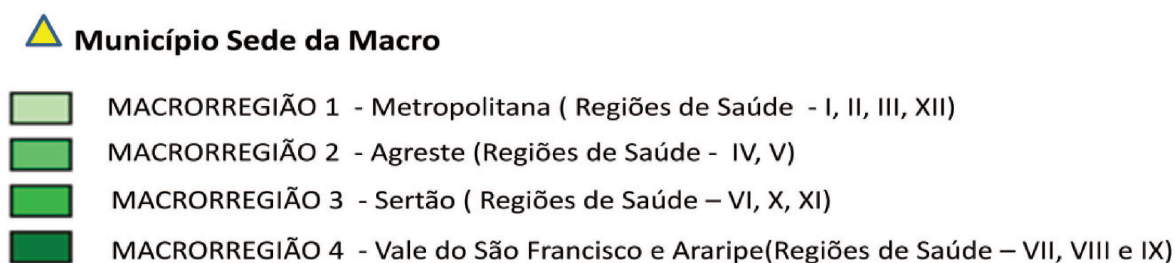 Município Sede da Macro
MACRORREGIÃO 1 - Metropolitana ( Regiões de Saúde - I, II, III, XII)
MACRORREGIÃO 2 - Agreste (Regiões de Saúde - IV, V)
MACRORREGIÃO 3 - Sertão ( Regiões de Saúde – VI, X, XI)
MACRORREGIÃO 4 - Vale do São Francisco e Araripe(Regiões de Saúde – VII, VIII e IX)